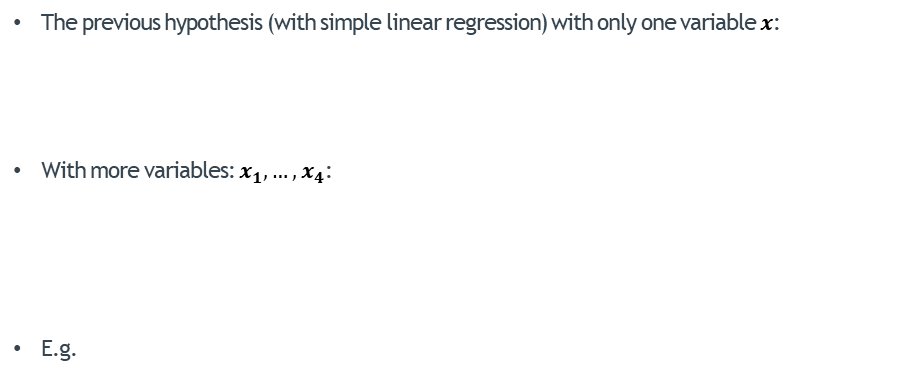 • The previous hypothesis (with simple linear regression) with only one variable x:
• With more variables: x₁, … , x₄:
• E.g.